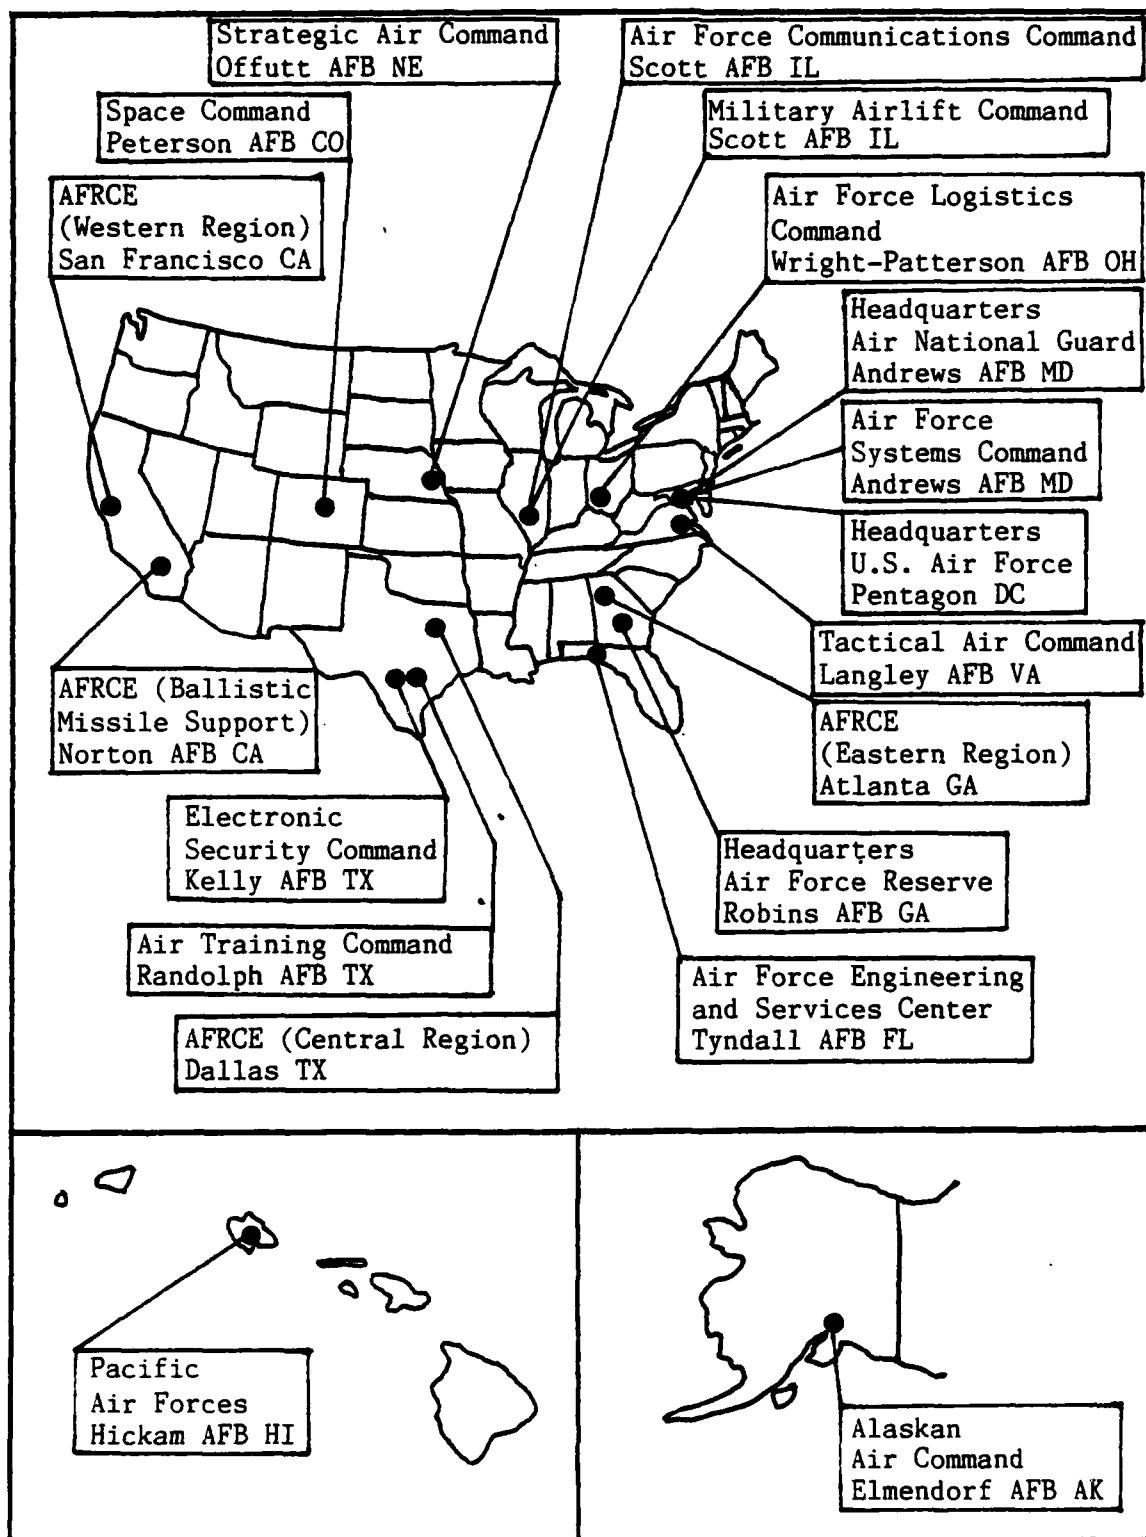 Strategic Air Command
Offutt AFB NE
Air Force Communications Command
Scott AFB IL
Space Command
Peterson AFB CO
Military Airlift Command
Scott AFB IL
AFRCE
(Western Region)
San Francisco CA
Air Force Logistics
Command
Wright-Patterson AFB OH
Headquarters
Air National Guard
Andrews AFB MD
Air Force
Systems Command
Andrews AFB MD
Headquarters
U.S. Air Force
Pentagon DC
Tactical Air Command
Langley AFB VA
AFRCE (Ballistic
Missile Support)
Norton AFB CA
AFRCE
(Eastern Region)
Atlanta GA
Electronic
Security Command
Kelly AFB TX
Headquarters
Air Force Reserve
Robins AFB GA
Air Training Command
Randolph AFB TX
Air Force Engineering
and Services Center
Tyndall AFB FL
AFRCE (Central Region)
Dallas TX
Pacific
Air Forces
Hickam AFB HI
Alaskan
Air Command
Elmendorf AFB AK